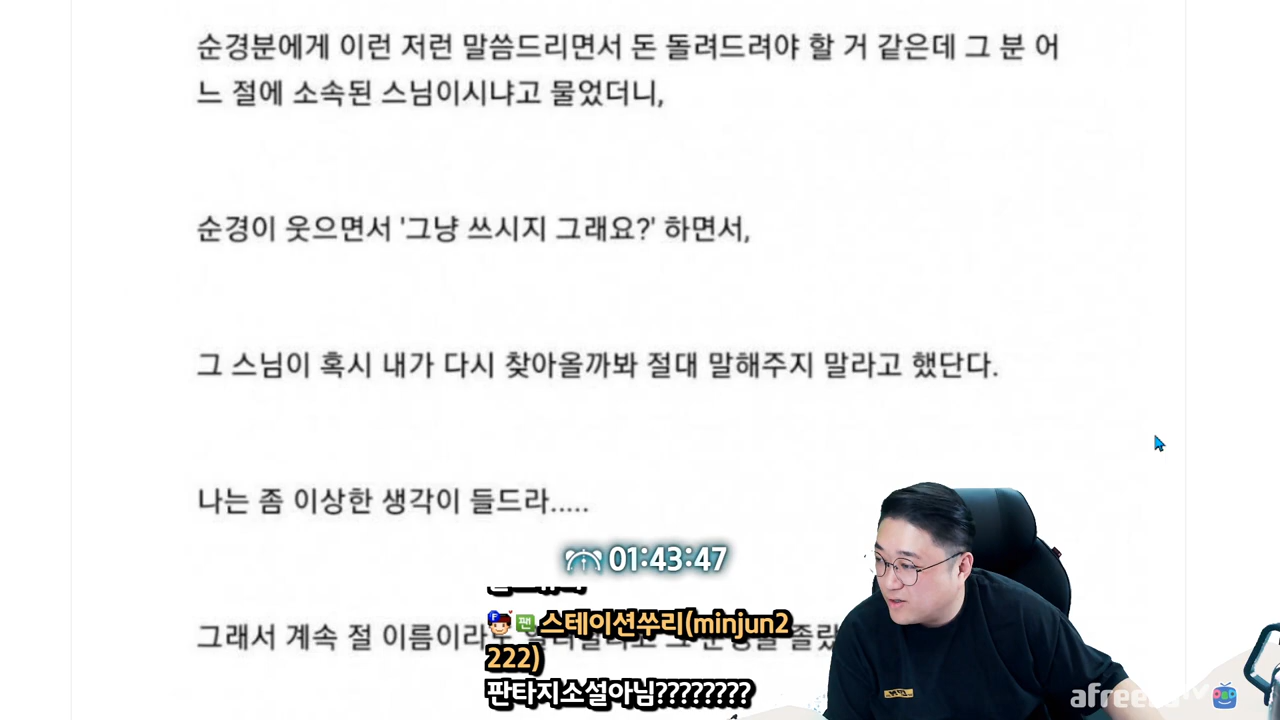 순경분에게 이런 저런 말씀드리면서 돈 돌려드려야 할 거 같은데 그 분 어
느 절에 소속된 스님이시냐고 물었더니,
순경이 웃으면서 '그냥 쓰시지 그래요?' 하면서,
그 스님이 혹시 내가 다시 찾아올까봐 절대 말해주지 말라고 했단다.
나는 좀 이상한 생각이 들드라.....
01:43:47
팬 스테이션쑤리(minjun2
222)
판타지소설아님????????
그래서 계속 절 이름이라도
afreecaTV